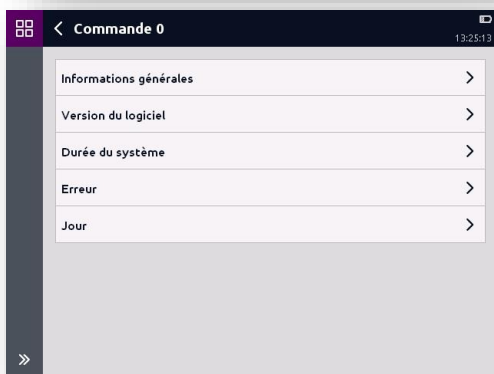 Commande 0
13:25:13
Informations générales
Version du logiciel
Durée du système
Erreur
Jour